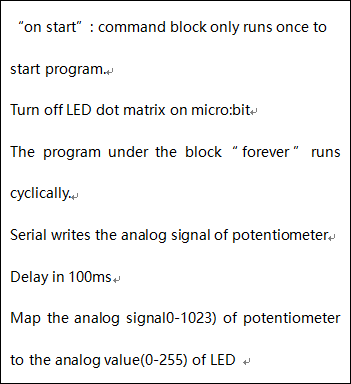 “on start”: command block only runs once to
start program.↵
Turn off LED dot matrix on micro:bit↵
The program under the block “forever” runs
cyclically.↵
Serial writes the analog signal of potentiometer↵
Delay in 100ms↵
Map the analog signal0-1023) of potentiometer
to the analog value(0-255) of LED ↵